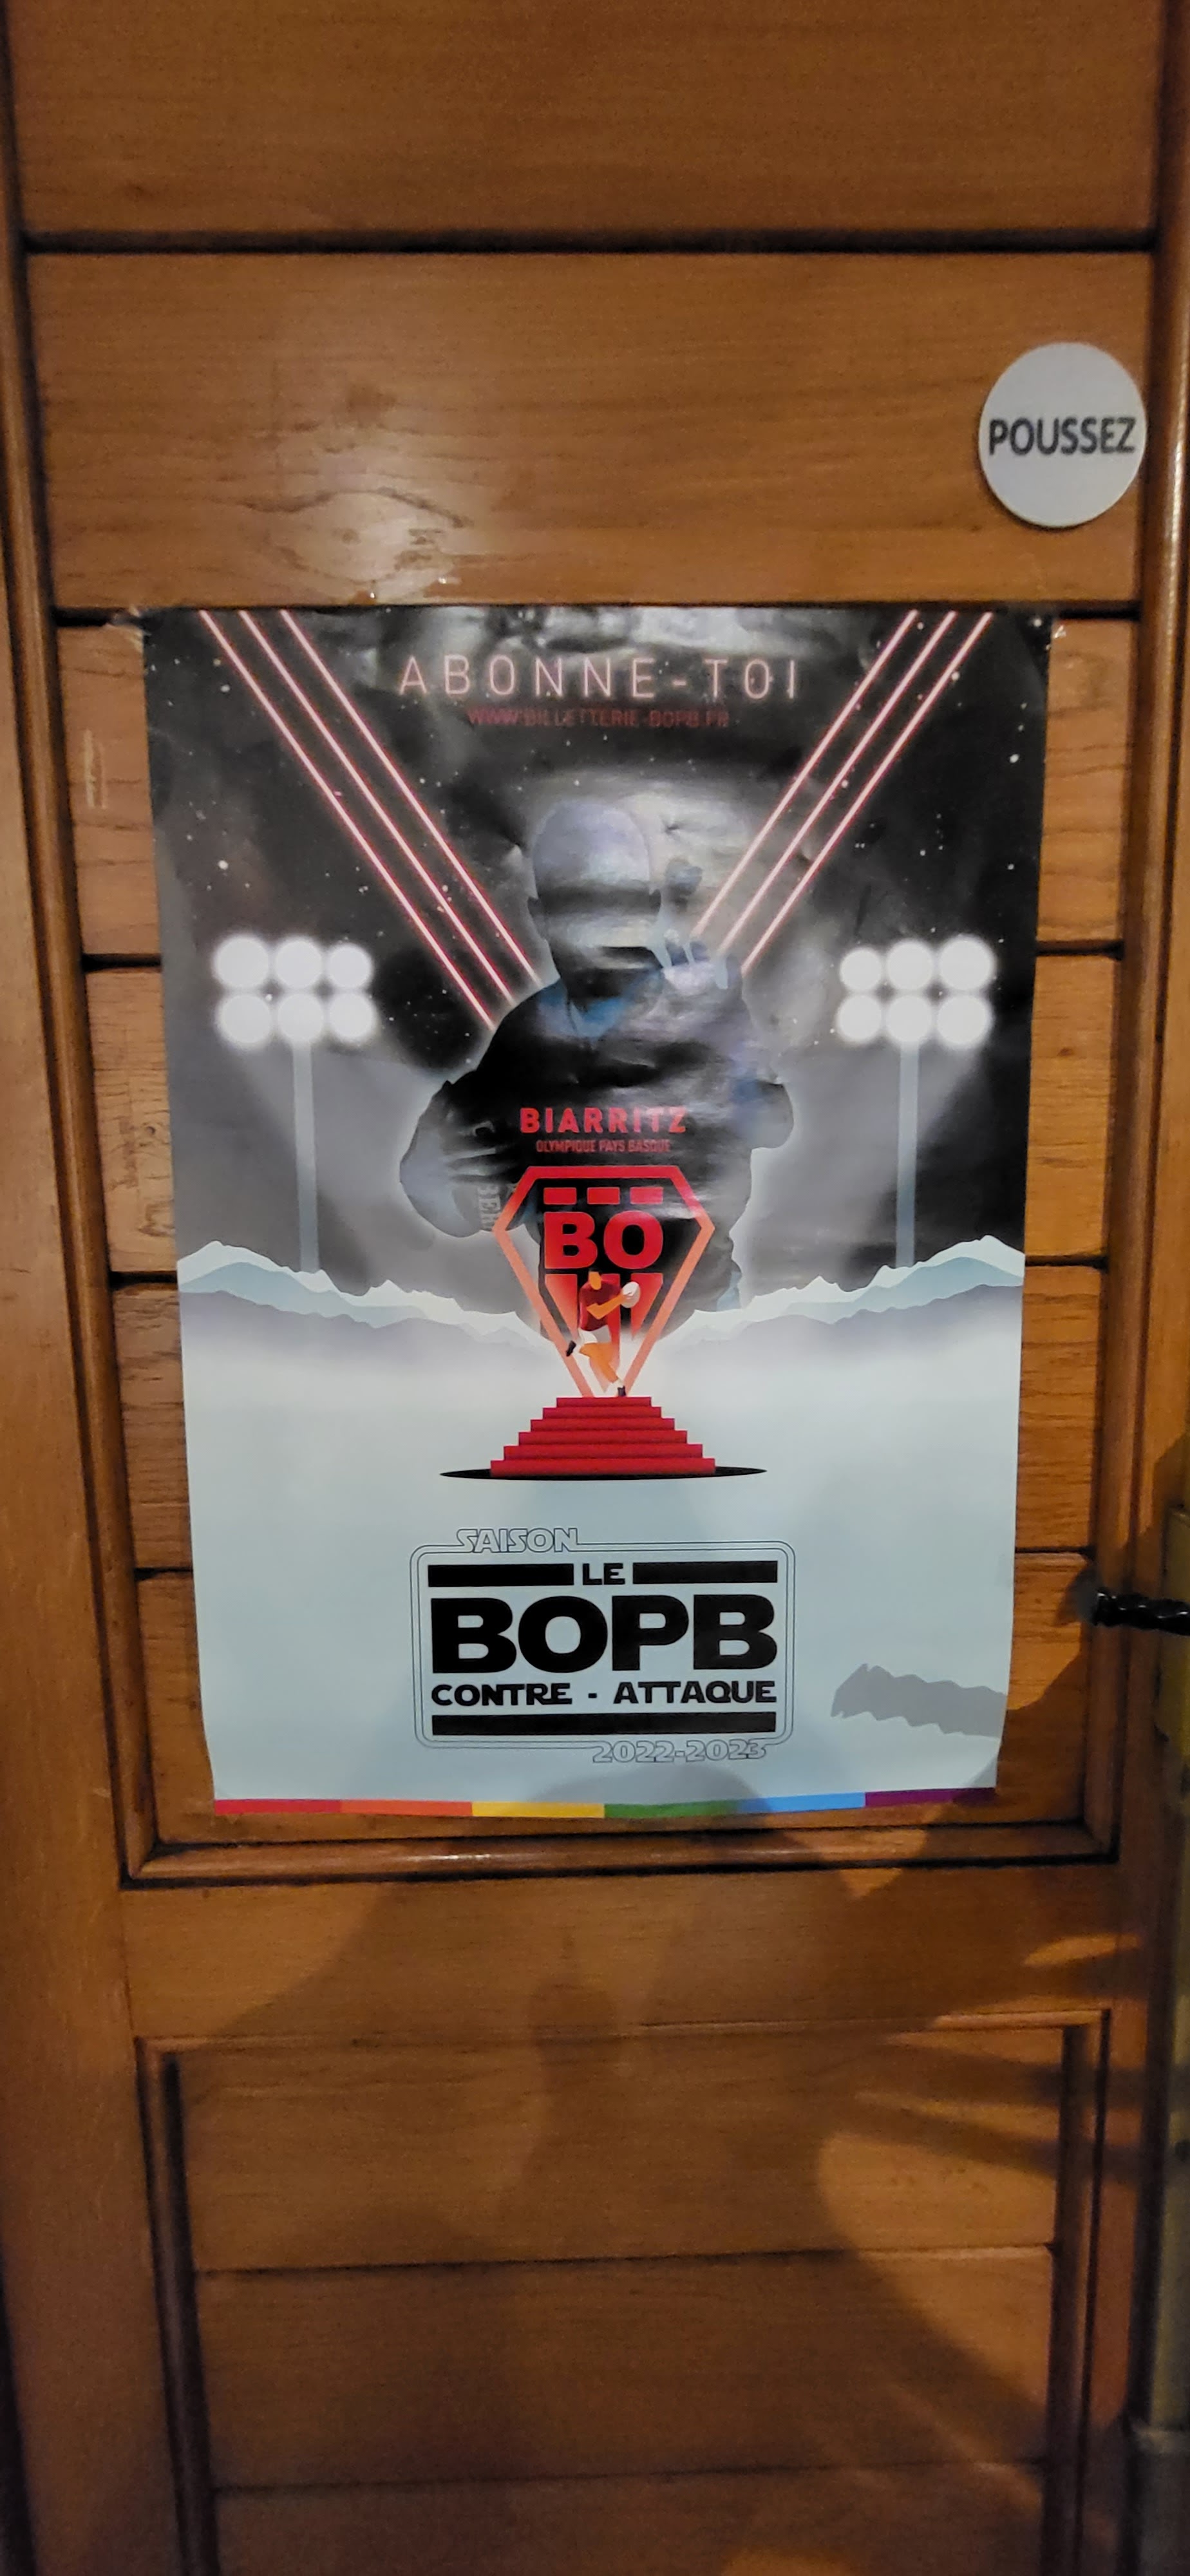 POUSSEZ
ABONNE-TOI
WWW.BILLETTERIE-BOPB.FR
BIARRITZ
OLYMPIQUE PAYS BASQUE
BO
SAISON
LE
BOPB
CONTRE - ATTAQUE
2022-2023